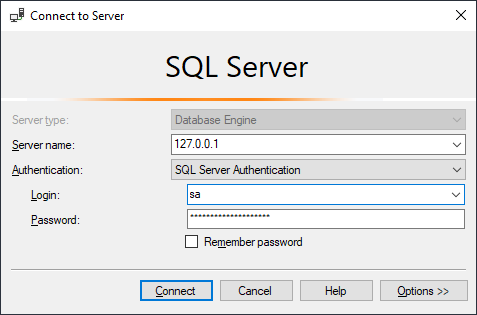 Connect to Server
SQL Server
Server type: Database Engine
Server name: 127.0.0.1
Authentication: SQL Server Authentication
Login: sa
Password: ********************
Remember password
Connect Cancel Help Options >>